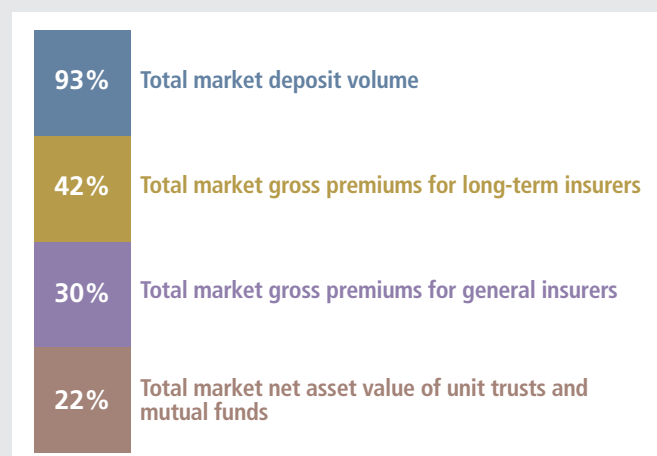 93% Total market deposit volume
42% Total market gross premiums for long-term insurers
30% Total market gross premiums for general insurers
22% Total market net asset value of unit trusts and
mutual funds